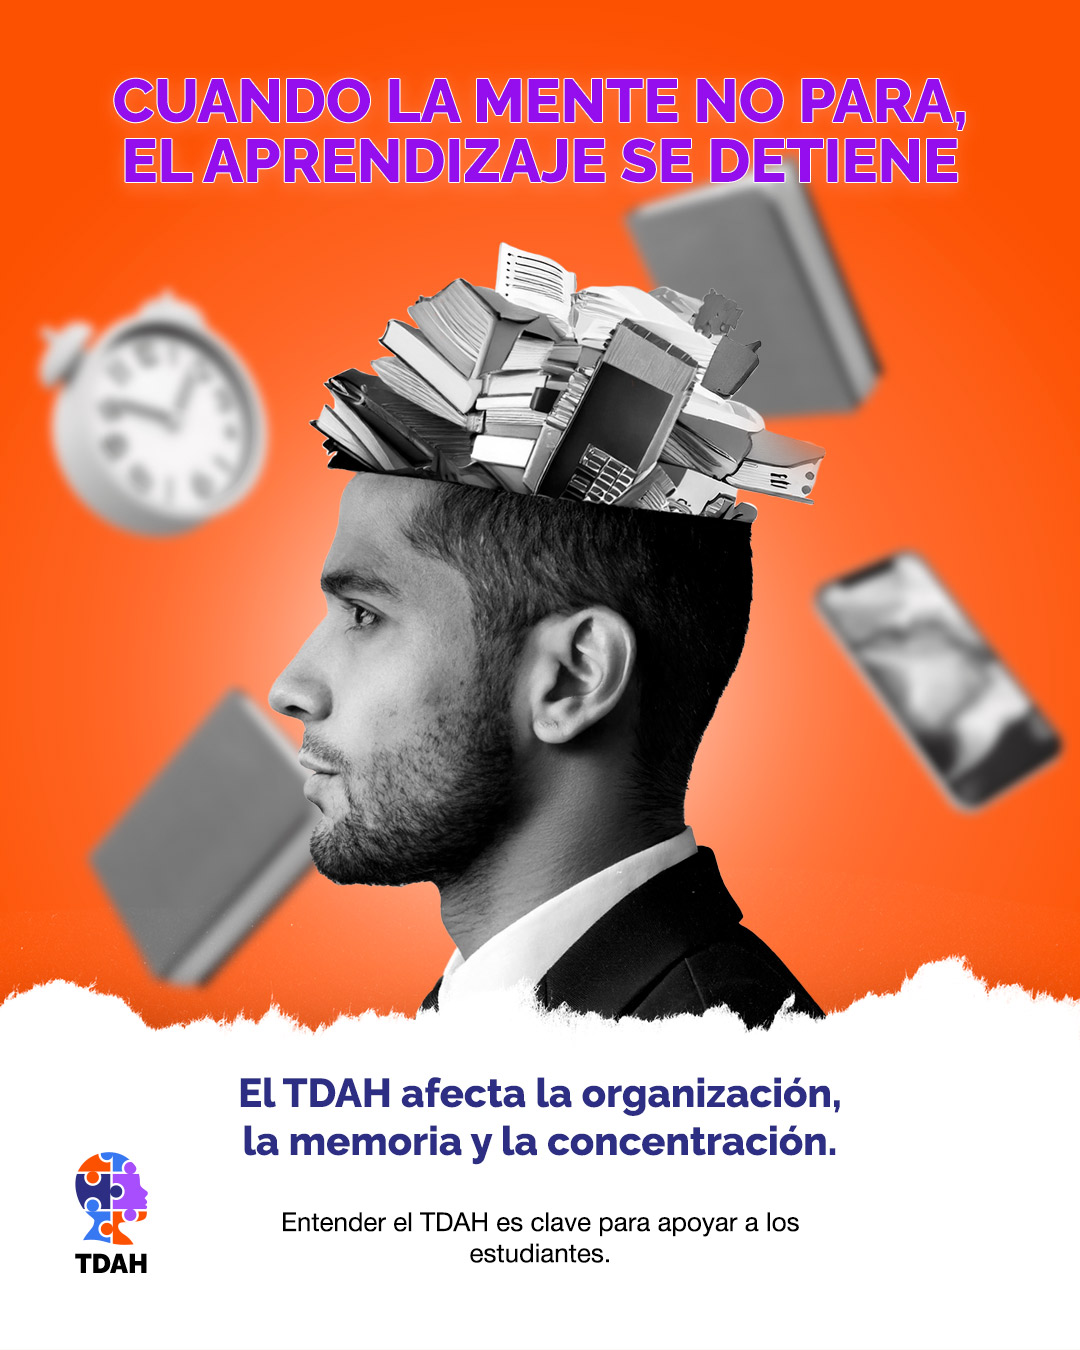 CUANDO LA MENTE NO PARA,
EL APRENDIZAJE SE DETIENE
El TDAH afecta la organización,
la memoria y la concentración.
Entender el TDAH es clave para apoyar a los
estudiantes.
TDAH